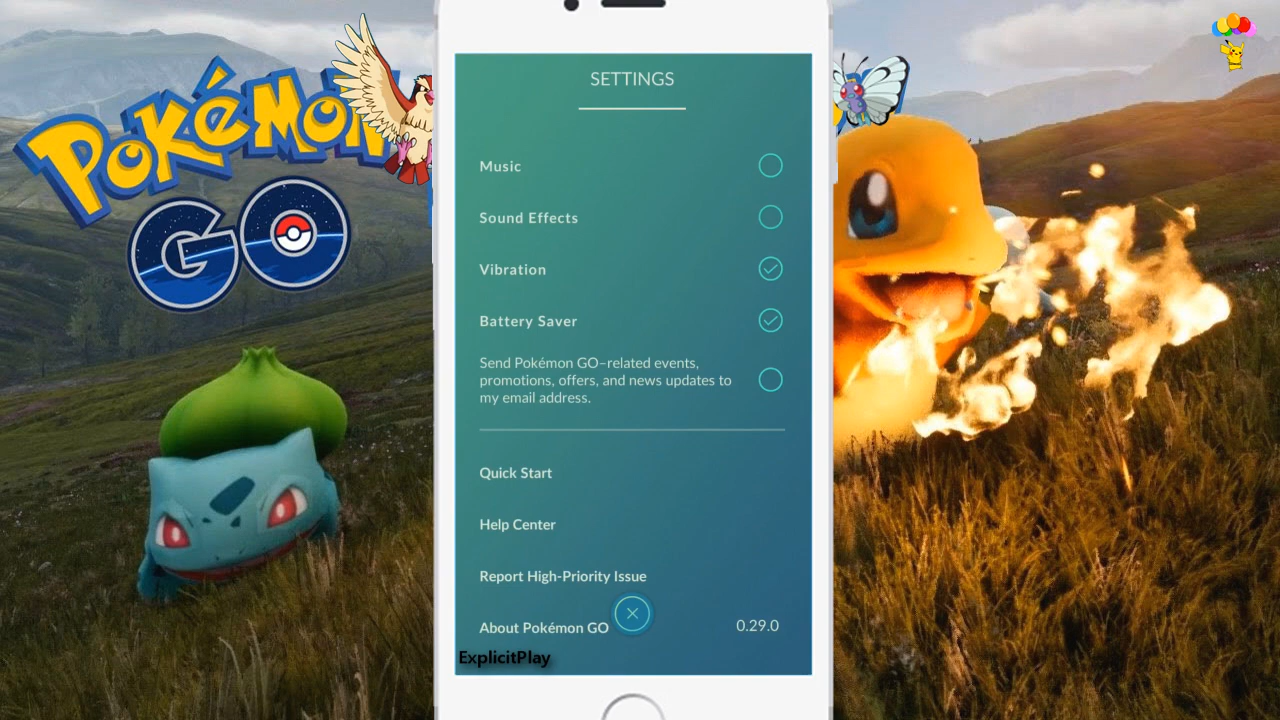 POKÉMON
GO
SETTINGS
Music
Sound Effects
Vibration
Battery Saver
Send Pokémon GO–related events,
promotions, offers, and news updates to
my email address.
Quick Start
Help Center
Report High-Priority Issue
About Pokémon GO 0.29.0
ExplicitPlay